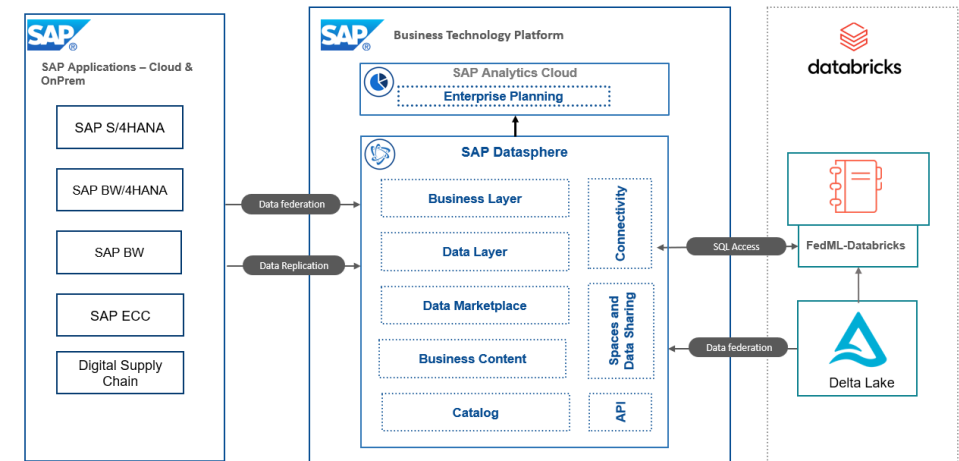 SAP®
SAP Applications – Cloud &
OnPrem
SAP S/4HANA
SAP BW/4HANA
SAP BW
SAP ECC
Digital Supply
Chain
Data federation
Data Replication
SAP®
Business Technology Platform
SAP Analytics Cloud
Enterprise Planning
SAP Datasphere
Business Layer
Data Layer
Data Marketplace
Business Content
Catalog
Connectivity
Spaces and
Data Sharing
API
SQL Access
Data federation
databricks
FedML-Databricks
Delta Lake